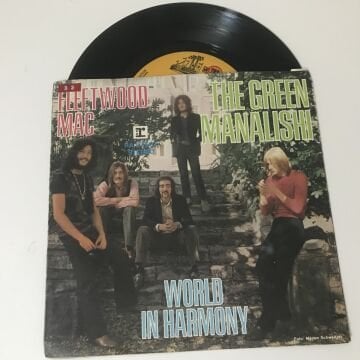 FLEETWOOD
MAC
THE GREEN
MANALISHI
WORLD
IN HARMONY